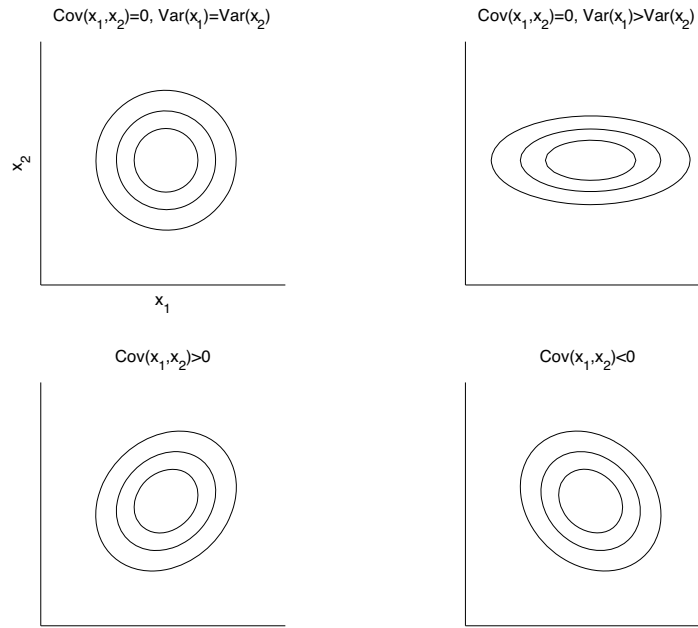 Cov(x₁,x₂)=0, Var(x₁)=Var(x₂)
Cov(x₁,x₂)=0, Var(x₁)>Var(x₂)
x₂
x₁
Cov(x₁,x₂)>0
Cov(x₁,x₂)<0